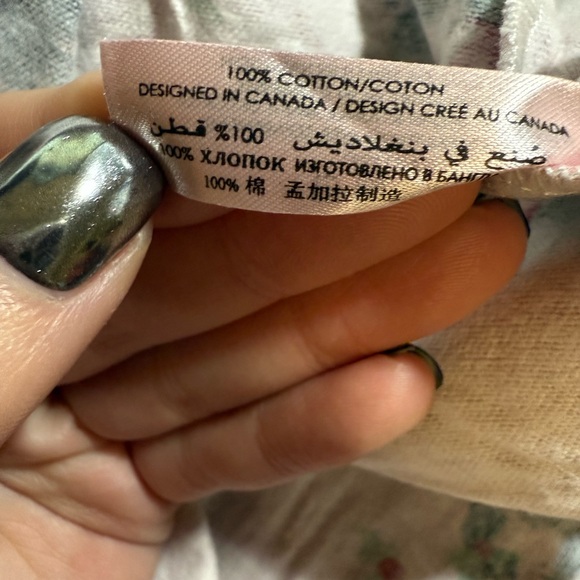 100% COTTON/COTON
DESIGNED IN CANADA / DESIGN CRÉÉ AU CANADA
100% قطن صُنع في بنغلاديش
100% ХЛОПОК ИЗГОТОВЛЕНО В
100% 棉 孟加拉制造